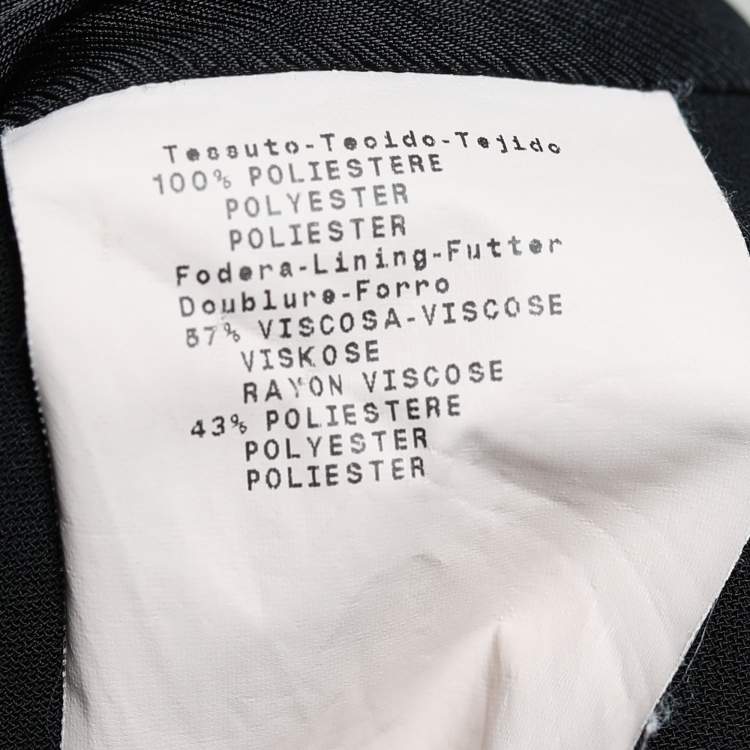 Tessuto-Tecido-Tejido
100% POLIESTERE
POLYESTER
POLIESTER
Fodera-Lining-Futter
Doublure-Forro
57% VISCOSA-VISCOSE
VISKOSE
RAYON VISCOSE
43% POLIESTERE
POLYESTER
POLIESTER